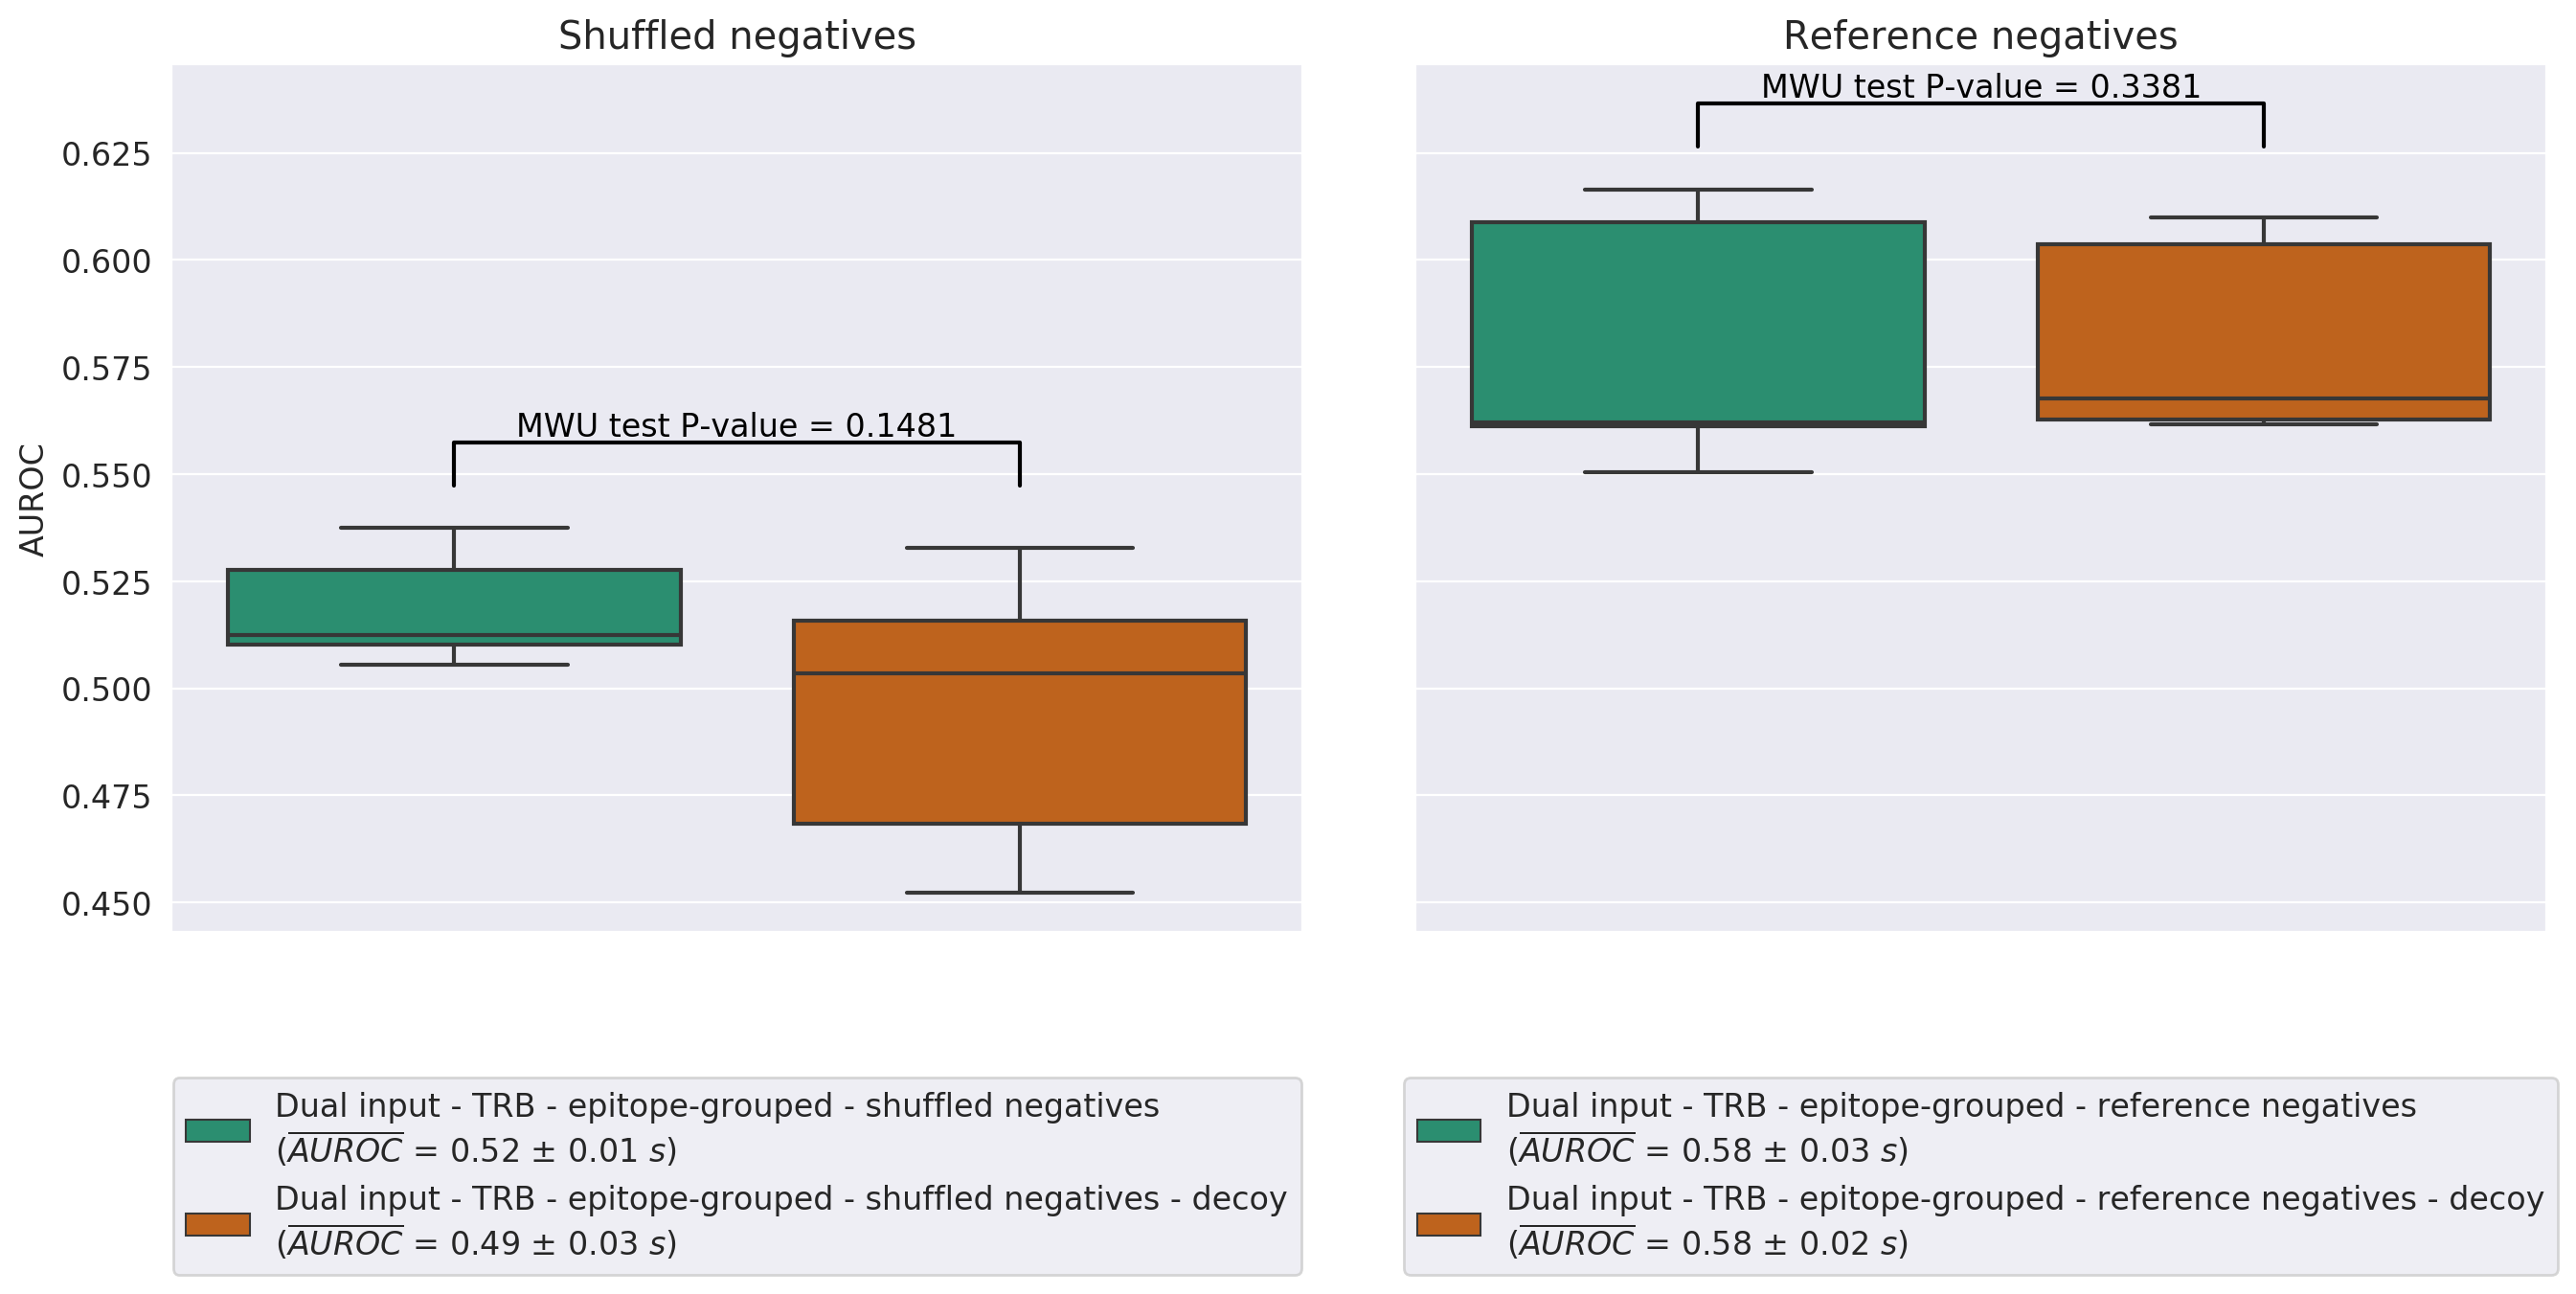 Shuffled negatives
Reference negatives
MWU test P-value = 0.3381
MWU test P-value = 0.1481
AUROC
0.625
0.600
0.575
0.550
0.525
0.500
0.475
0.450
Dual input - TRB - epitope-grouped - shuffled negatives
(AUROC = 0.52 ± 0.01 s)
Dual input - TRB - epitope-grouped - shuffled negatives - decoy
(AUROC = 0.49 ± 0.03 s)
Dual input - TRB - epitope-grouped - reference negatives
(AUROC = 0.58 ± 0.03 s)
Dual input - TRB - epitope-grouped - reference negatives - decoy
(AUROC = 0.58 ± 0.02 s)